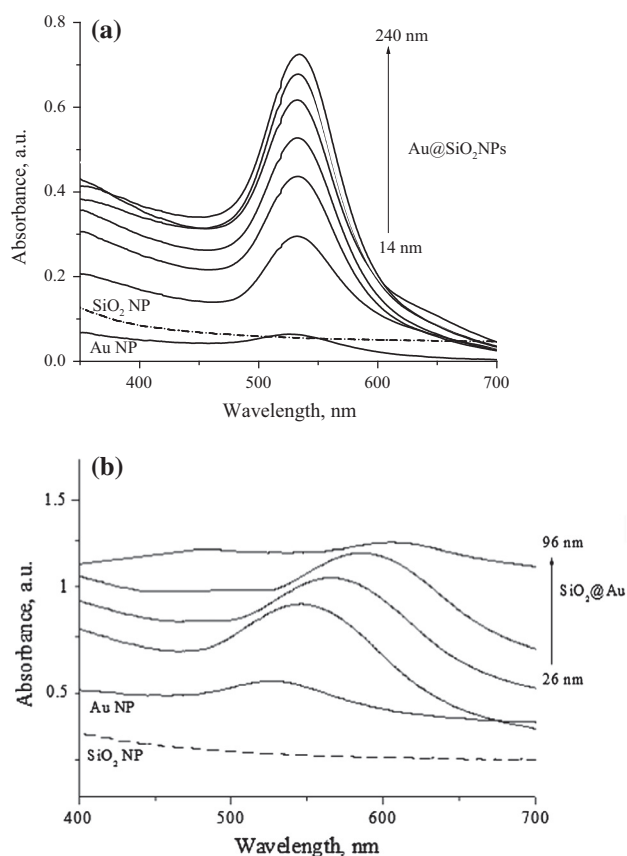 (a)
0.8
0.6
0.4
0.2
0.0
Absorbance, a.u.
240 nm
Au@SiO₂NPs
14 nm
SiO₂ NP
Au NP
400 500 600 700
Wavelength, nm
(b)
1.5
1
0.5
Absorbance, a.u.
96 nm
SiO₂@Au
26 nm
Au NP
SiO₂ NP
400 500 600 700
Wavelength, nm